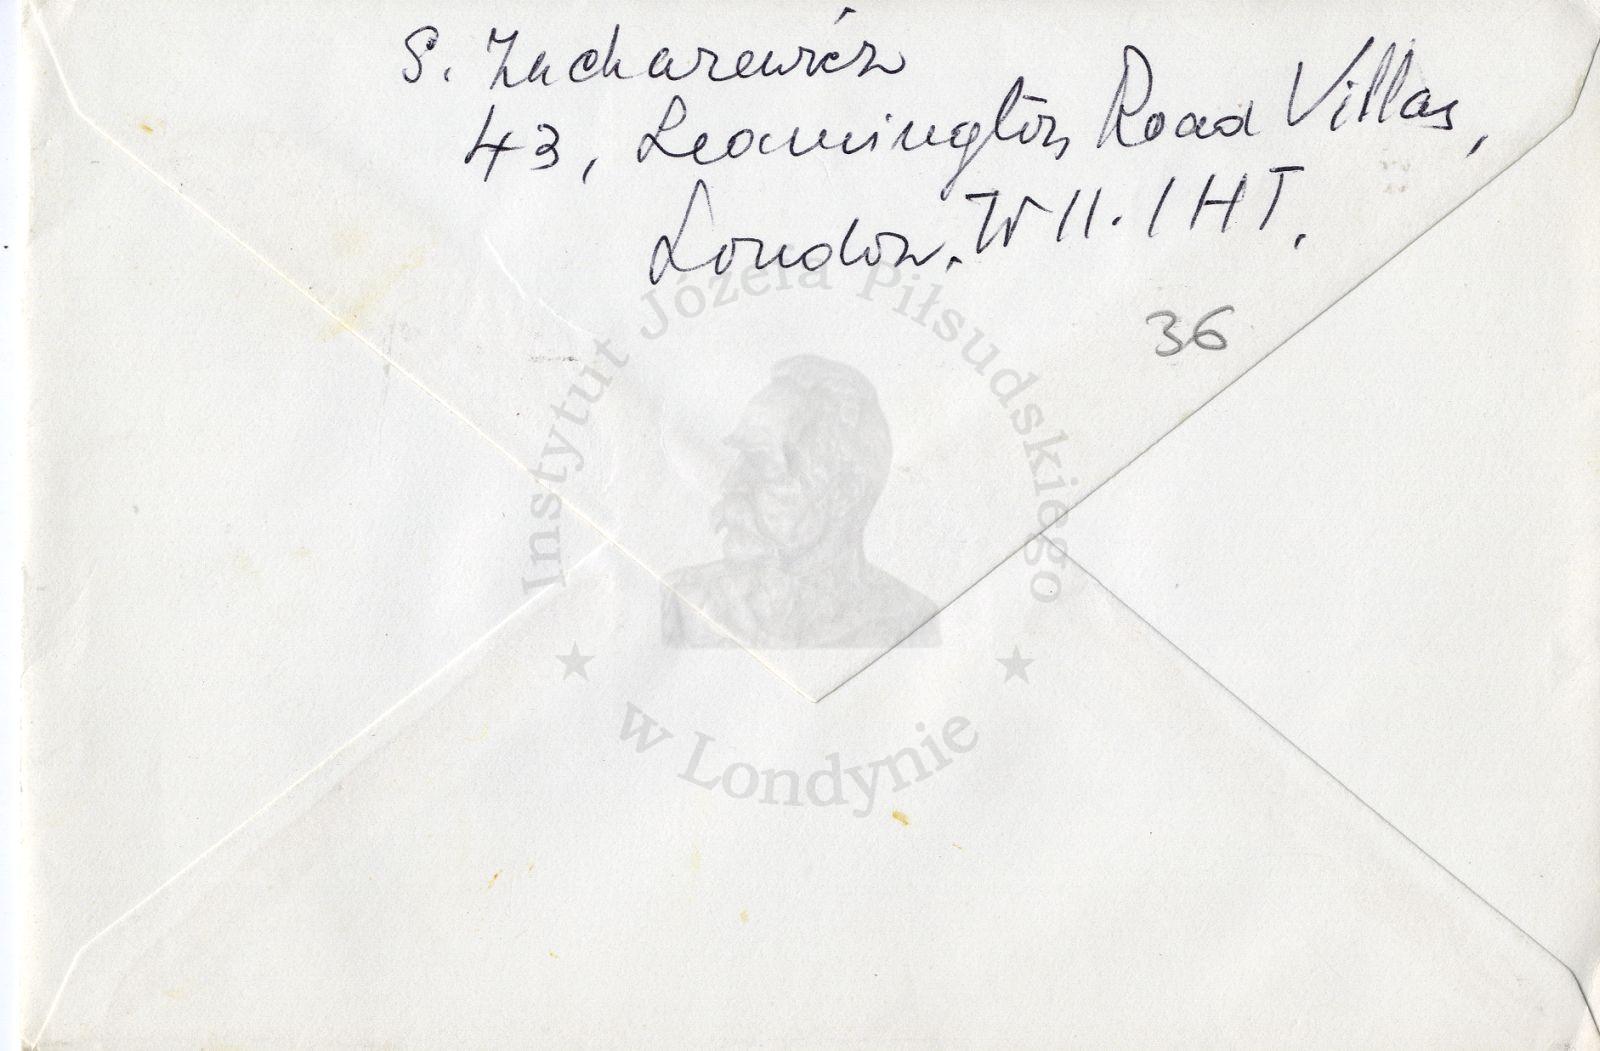 S. Zacharewicz
43, Leamington Road Villas,
London. W11. 1HT.
36
Instytut Józefa Piłsudskiego
w Londynie